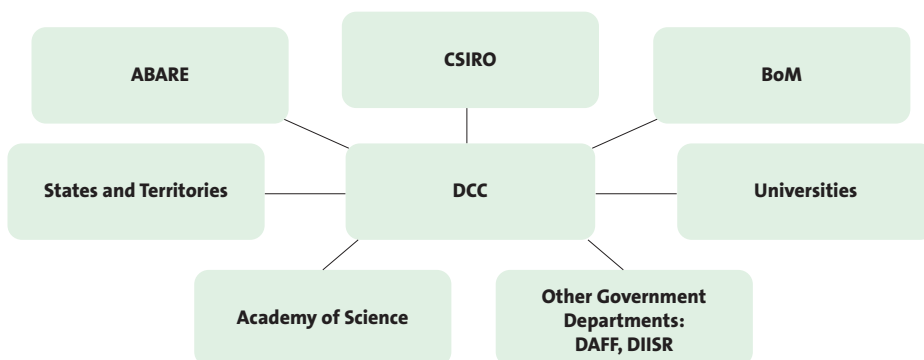 CSIRO
ABARE
BoM
States and Territories
DCC
Universities
Academy of Science
Other Government
Departments:
DAFF, DIISR